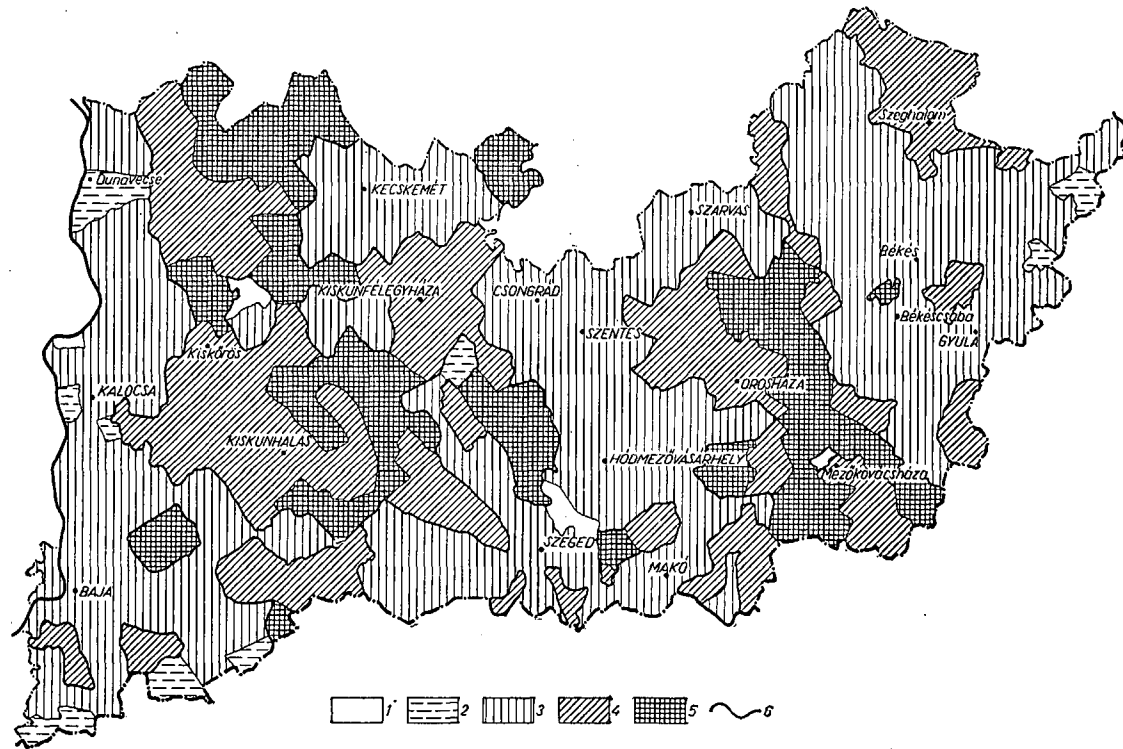 Szeghalom
Dunavecse
KECSKEMÉT
SZARVAS
Békés
KISKUNFÉLEGYHÁZA
CSONGRÁD
Békéscsaba
SZENTES
GYULA
Kiskőrös
OROSHÁZA
KALOCSA
KISKUNHALAS
HÓDMEZŐVÁSÁRHELY
Mezőkovácsháza
SZEGED
MAKÓ
BAJA
1 2 3 4 5 6